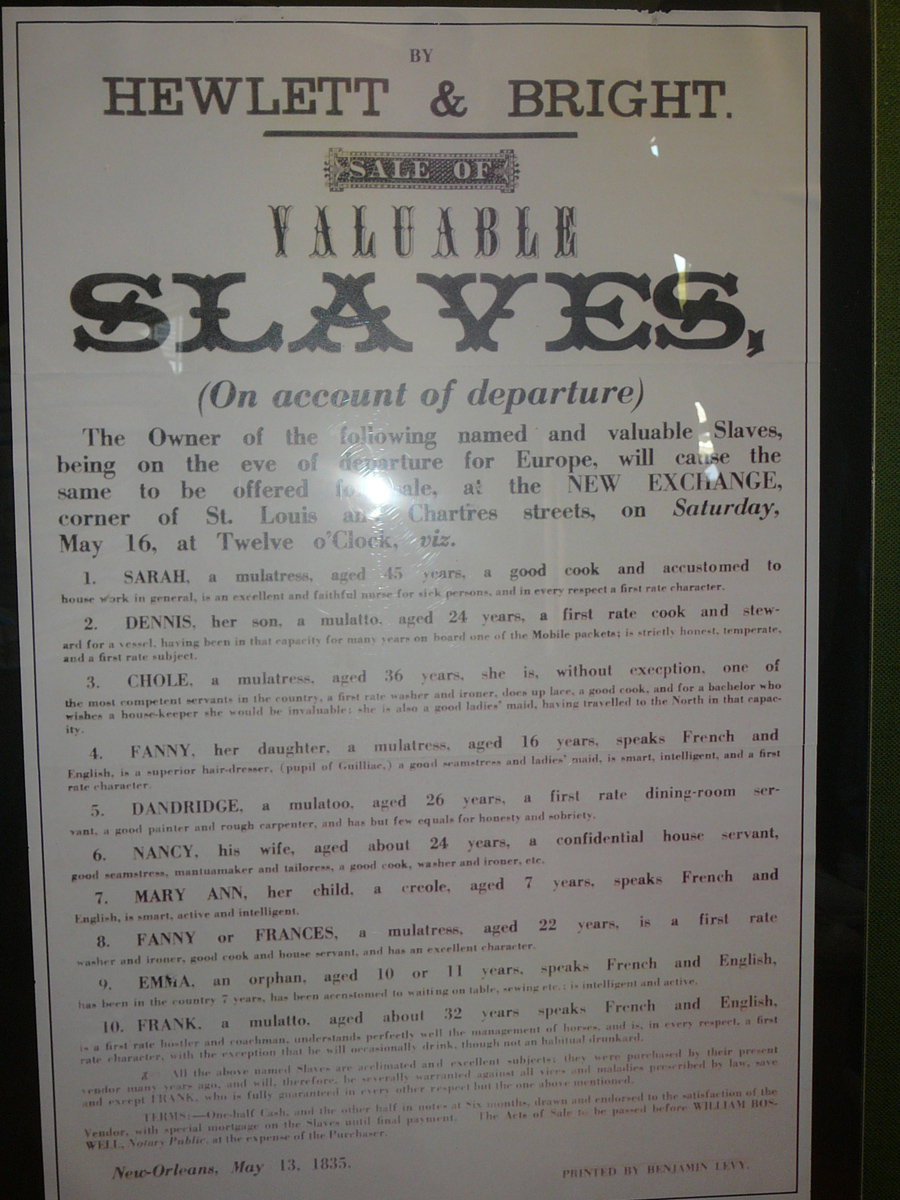 BY
HEWLETT & BRIGHT.
SALE OF
VALUABLE
SLAVES,
(On account of departure)
The Owner of the following named and valuable Slaves,
being on the eve of departure for Europe, will cause the
same to be offered for sale, at the NEW EXCHANGE,
corner of St. Louis and Chartres streets, on Saturday,
May 16, at Twelve o'Clock, viz.
1. SARAH, a mulatress, aged 45 years, a good cook and accustomed to
house work in general, is an excellent and faithful nurse for sick persons, and in every respect a first rate character.
2. DENNIS, her son, a mulatto, aged 24 years, a first rate cook and stew-
ard for a vessel, having been in that capacity for many years on board one of the Mobile packets; is strictly honest, temperate,
and a first rate subject.
3. CHOLE, a mulatress, aged 36 years, she is, without exception, one of
the most competent servants in the country, a first rate washer and ironer, does up lace, a good cook, and for a bachelor who
wishes a house-keeper she would be invaluable; she is also a good ladies' maid, having travelled to the North in that capac-
ity.
4. FANNY, her daughter, a mulatress, aged 16 years, speaks French and
English, is a superior hair-dresser, (pupil of Guilliac,) a good seamstress and ladies' maid, is smart, intelligent, and a first
rate character.
5. DANDRIDGE, a mulatoo, aged 26 years, a first rate dining-room ser-
vant, a good painter and rough carpenter, and has but few equals for honesty and sobriety.
6. NANCY, his wife, aged about 24 years, a confidential house servant,
good seamstress, mantuamaker and tailoress, a good cook, washer and ironer, etc.
7. MARY ANN, her child, a creole, aged 7 years, speaks French and
English, is smart, active and intelligent.
8. FANNY or FRANCES, a mulatress, aged 22 years, is a first rate
washer and ironer, good cook and house servant, and has an excellent character.
9. EMMA, an orphan, aged 10 or 11 years, speaks French and English,
has been in the country 7 years, has been accustomed to waiting on table, sewing etc.; is intelligent and active.
10. FRANK, a mulatto, aged about 32 years speaks French and English,
is a first rate hostler and coachman, understands perfectly well the management of horses, and is, in every respect, a first
rate character, with the exception that he will occasionally drink, though not an habitual drunkard.
All the above named Slaves are acclimated and excellent subjects; they were purchased by their present
vendor many years ago, and will, therefore, be severally warranted against all vices and maladies prescribed by law, save
and except FRANK, who is fully guaranteed in every other respect but the one above mentioned.
TERMS:—One-half Cash, and the other half in notes at Six months, drawn and endorsed to the satisfaction of the
Vendor, with special mortgage on the Slaves until final payment. The Acts of Sale to be passed before WILLIAM BOS-
WELL, Notary Public, at the expense of the Purchaser.
New-Orleans, May 13, 1835.
PRINTED BY BENJAMIN LEVY.